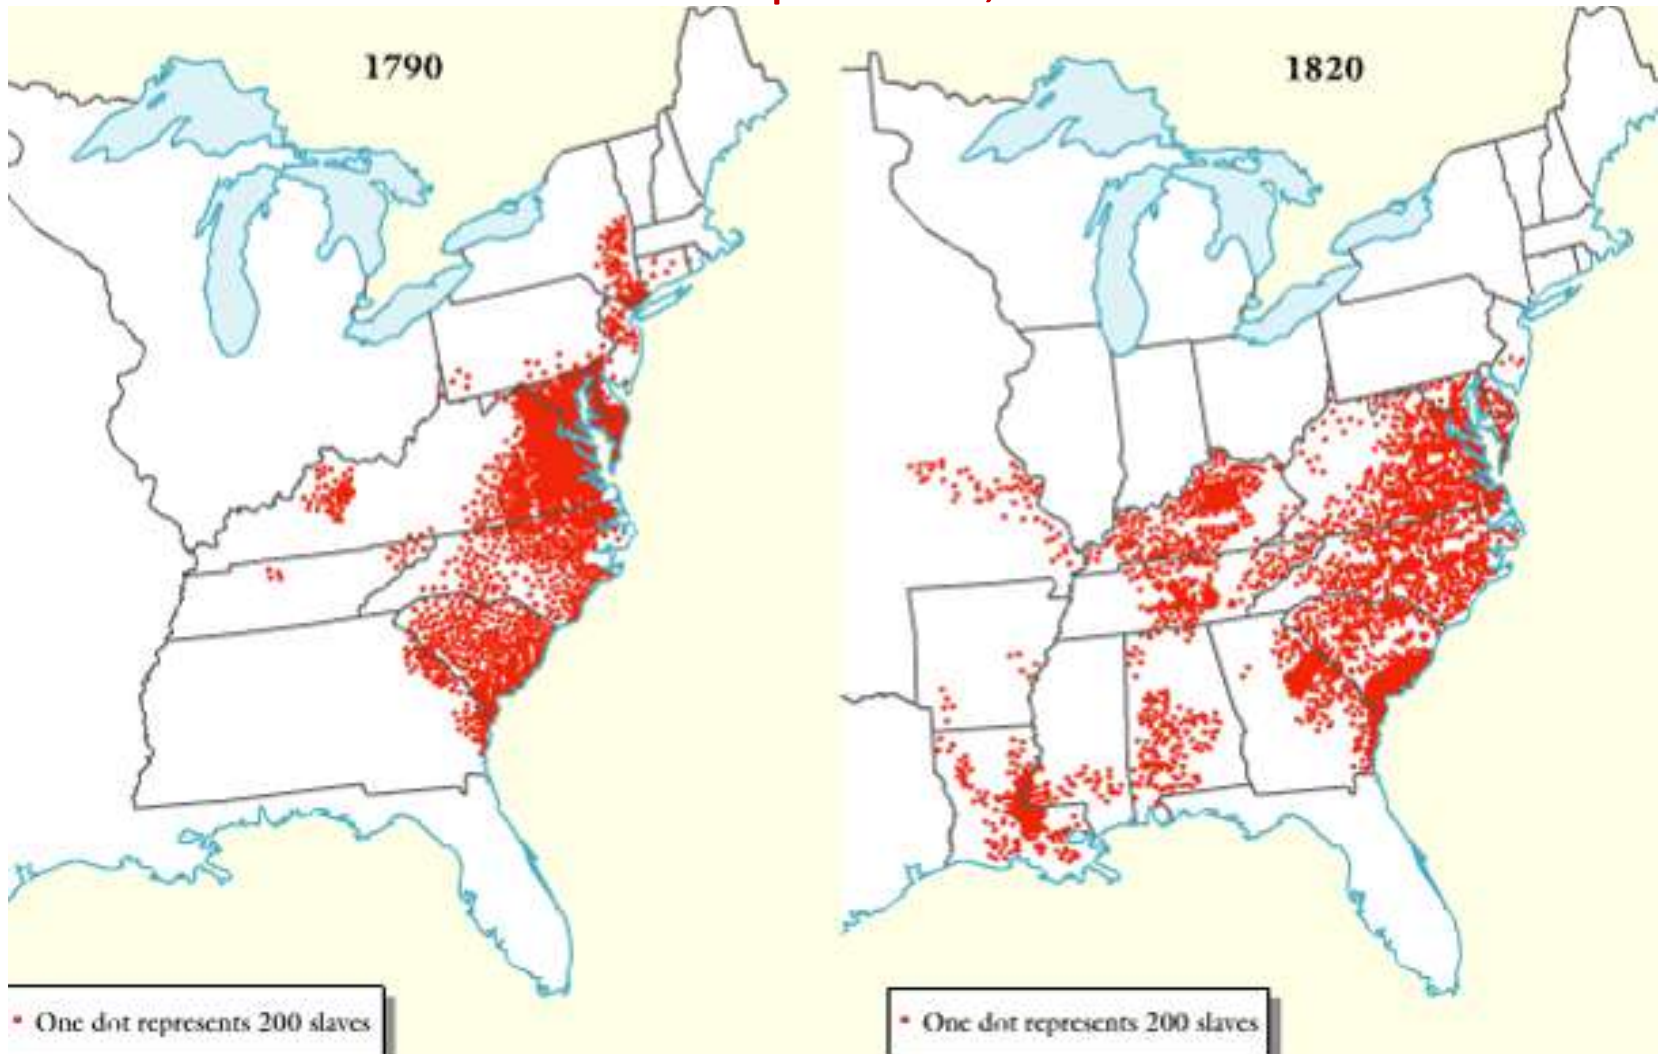 1790
1820
One dot represents 200 slaves
One dot represents 200 slaves